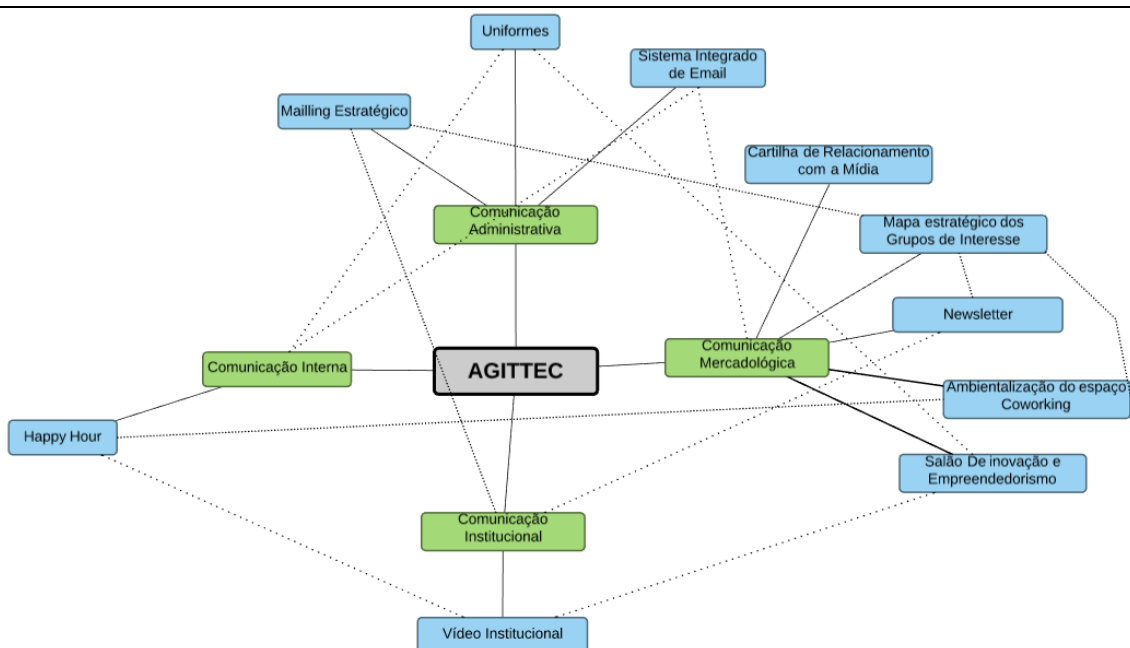 Uniformes
Sistema Integrado
de Email
Mailling Estratégico
Cartilha de Relacionamento
com a Mídia
Comunicação
Administrativa
Mapa estratégico dos
Grupos de Interesse
Newsletter
Comunicação
Mercadológica
Comunicação Interna
AGITTEC
Ambientalização do espaço
Coworking
Happy Hour
Salão De inovação e
Empreendedorismo
Comunicação
Institucional
Vídeo Institucional